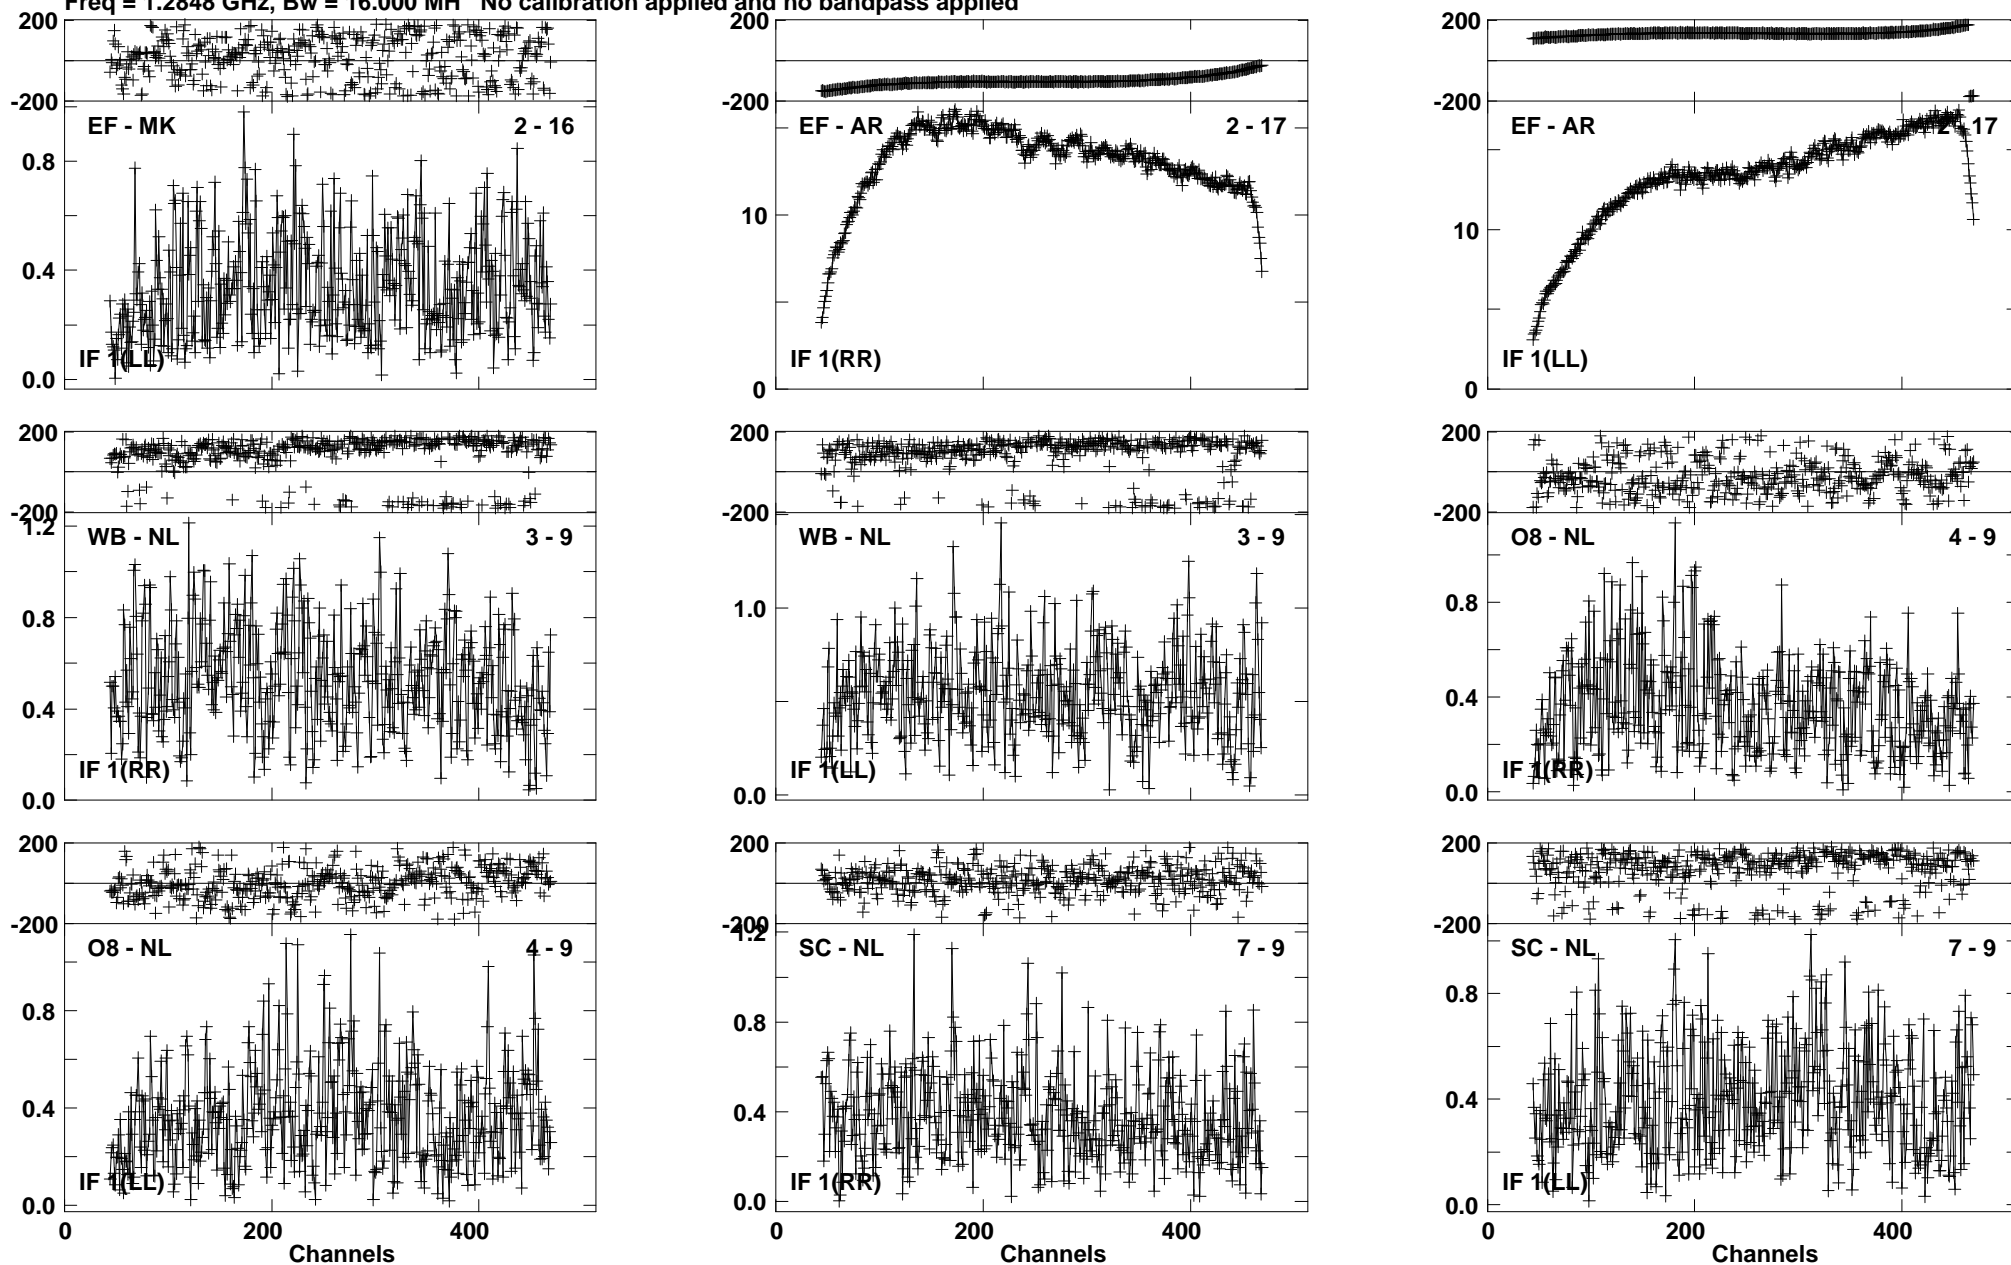 Freq = 1.2848 GHz, Bw = 16.000 MH No calibration applied and no bandpass applied
200
-200
EF - MK
2 - 16
0.8
0.4
0.0
IF 1(LL)
200
-200
EF - AR
2 - 17
10
0
IF 1(RR)
200
-200
EF - AR
2 - 17
10
0
IF 1(LL)
200
-200
1.2
WB - NL
3 - 9
0.8
0.4
0.0
IF 1(RR)
200
-200
WB - NL
3 - 9
1.0
0.0
IF 1(LL)
200
-200
O8 - NL
4 - 9
0.8
0.4
0.0
IF 1(RR)
200
-200
O8 - NL
4 - 9
0.8
0.4
0.0
IF 1(LL)
0
200
400
Channels
200
-200
1.2
SC - NL
7 - 9
0.8
0.4
0.0
IF 1(RR)
0
200
400
Channels
200
-200
SC - NL
7 - 9
0.8
0.4
0.0
IF 1(LL)
0
200
400
Channels